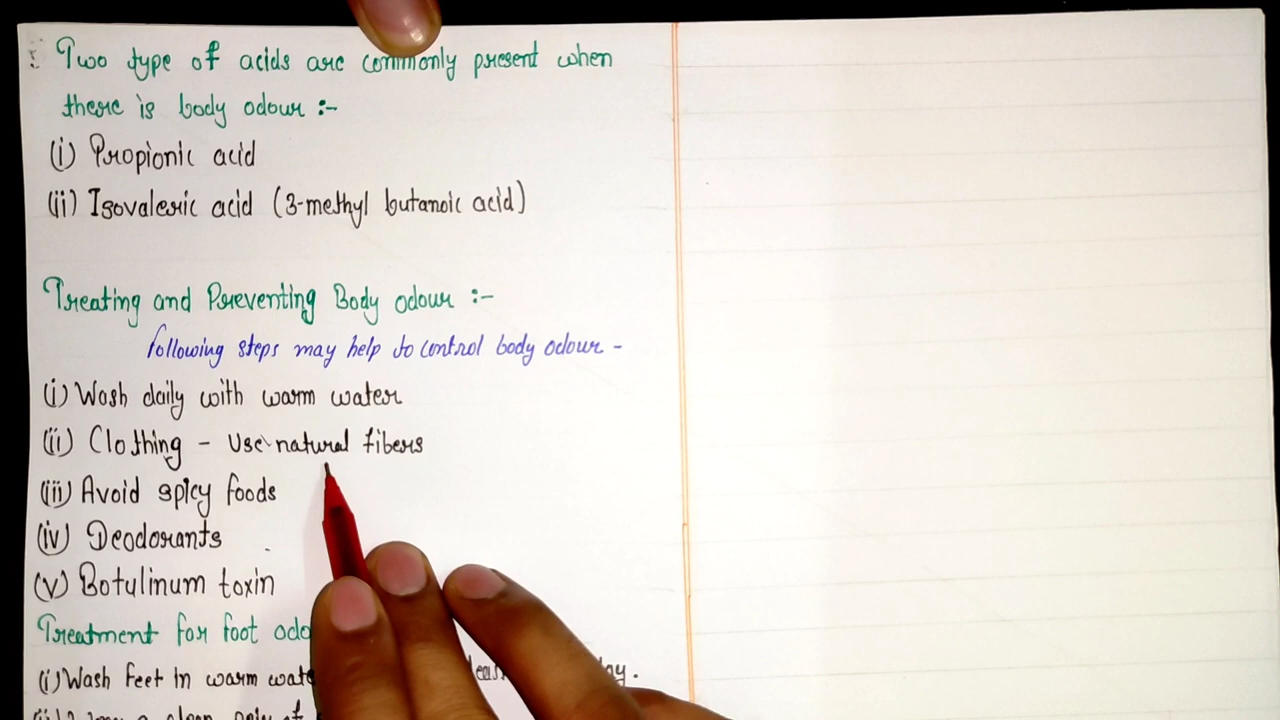 Two type of acids are commonly present when
there is body odour :-
(i) Propionic acid
(ii) Isovaleric acid (3-methyl butanoic acid)
Treating and Preventing Body odour :-
following steps may help to control body odour -
(i) Wash daily with warm water
(ii) Clothing - Use natural fibers
(iii) Avoid spicy foods
(iv) Deodorants
(v) Botulinum toxin
Treatment for foot odo
(i) Wash feet in warm wate